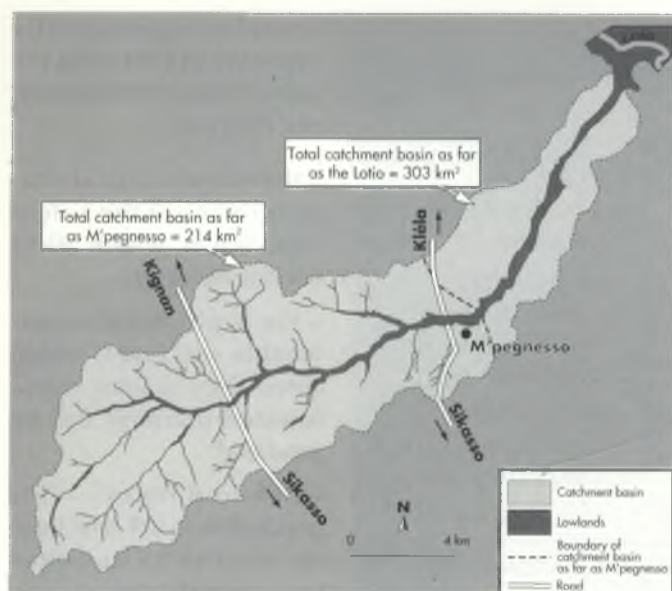 Lotio
Total catchment basin as far
as the Lotio = 303 km²
Total catchment basin as far
as M'pegnesso = 214 km²
Kléla
Kignan
M'pegnesso
Sikasso
Sikasso
N
0 4 km
Catchment basin
Lowlands
Boundary of
catchment basin
as far as M'pegnesso
Road